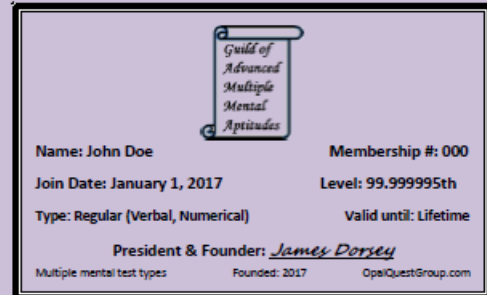 Guild of
Advanced
Multiple
Mental
Aptitudes
Name: John Doe Membership #: 000
Join Date: January 1, 2017 Level: 99.999995th
Type: Regular (Verbal, Numerical) Valid until: Lifetime
President & Founder: James Dorsey
Multiple mental test types Founded: 2017 OpalQuestGroup.com